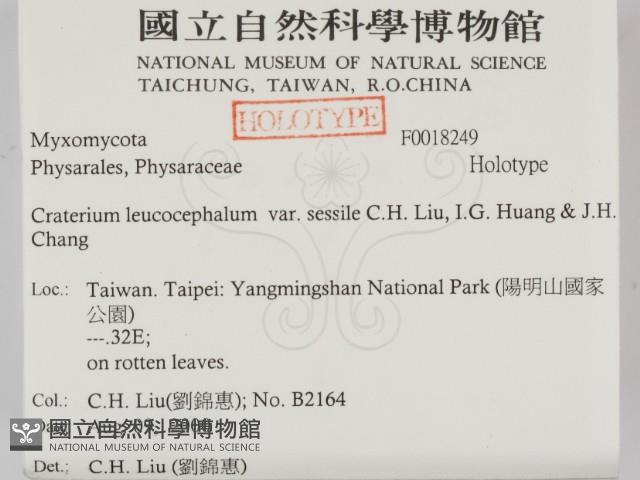 國立自然科學博物館
NATIONAL MUSEUM OF NATURAL SCIENCE
TAICHUNG, TAIWAN, R.O.CHINA
HOLOTYPE
Myxomycota F0018249
Physarales, Physaraceae Holotype
Craterium leucocephalum var. sessile C.H. Liu, I.G. Huang & J.H.
Chang
Loc.: Taiwan. Taipei: Yangmingshan National Park (陽明山國家
公園)
---.32E;
on rotten leaves.
Col.: C.H. Liu(劉錦惠); No. B2164
國立自然科學博物館
NATIONAL MUSEUM OF NATURAL SCIENCE
Det.: C.H. Liu (劉錦惠)